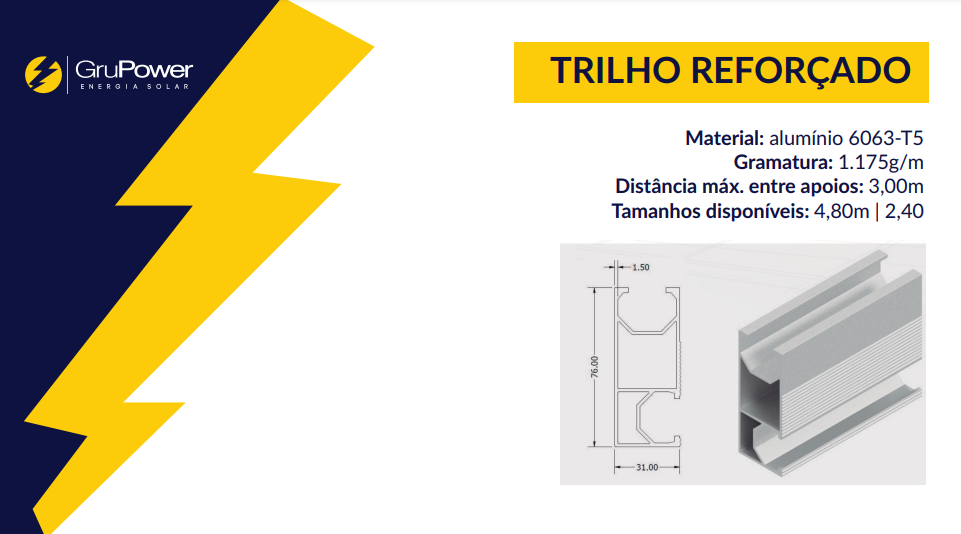 GruPower
ENERGIA SOLAR
TRILHO REFORÇADO
Material: alumínio 6063-T5
Gramatura: 1.175g/m
Distância máx. entre apoios: 3,00m
Tamanhos disponíveis: 4,80m | 2,40
1.50
76.00
31.00